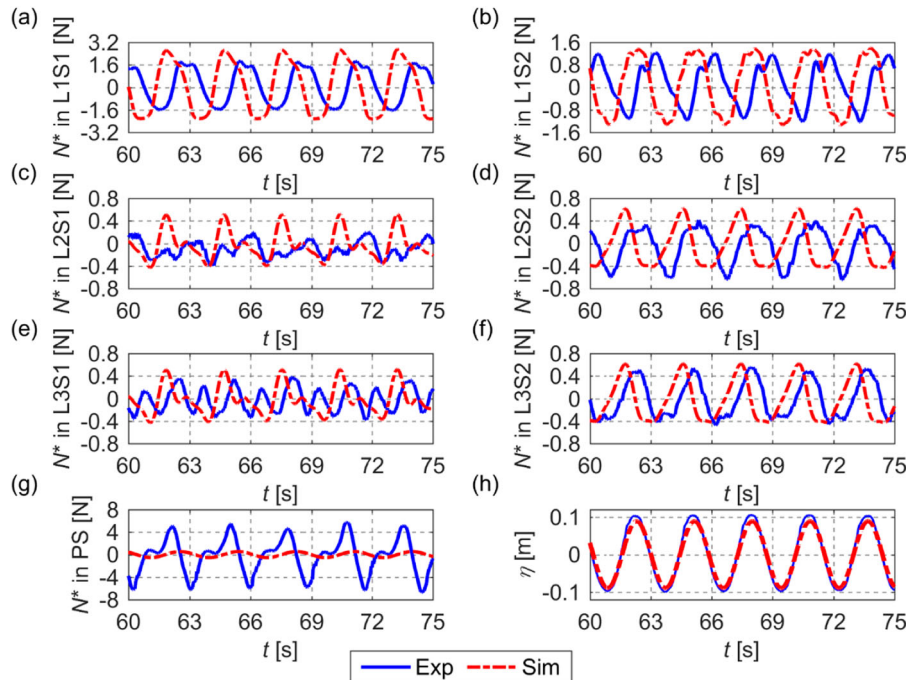 (a)
N* in L1S1 [N]
3.2
1.6
0
-1.6
-3.2
60 63 66 69 72 75
t [s]
(b)
N* in L1S2 [N]
1.6
0.8
0
-0.8
-1.6
60 63 66 69 72 75
t [s]
(c)
N* in L2S1 [N]
0.8
0.4
0
-0.4
-0.8
60 63 66 69 72 75
t [s]
(d)
N* in L2S2 [N]
0.8
0.4
0
-0.4
-0.8
60 63 66 69 72 75
t [s]
(e)
N* in L3S1 [N]
0.8
0.4
0
-0.4
-0.8
60 63 66 69 72 75
t [s]
(f)
N* in L3S2 [N]
0.8
0.4
0
-0.4
-0.8
60 63 66 69 72 75
t [s]
(g)
N* in PS [N]
8
4
0
-4
-8
60 63 66 69 72 75
t [s]
(h)
η [m]
0.1
0
-0.1
60 63 66 69 72 75
t [s]
Exp Sim